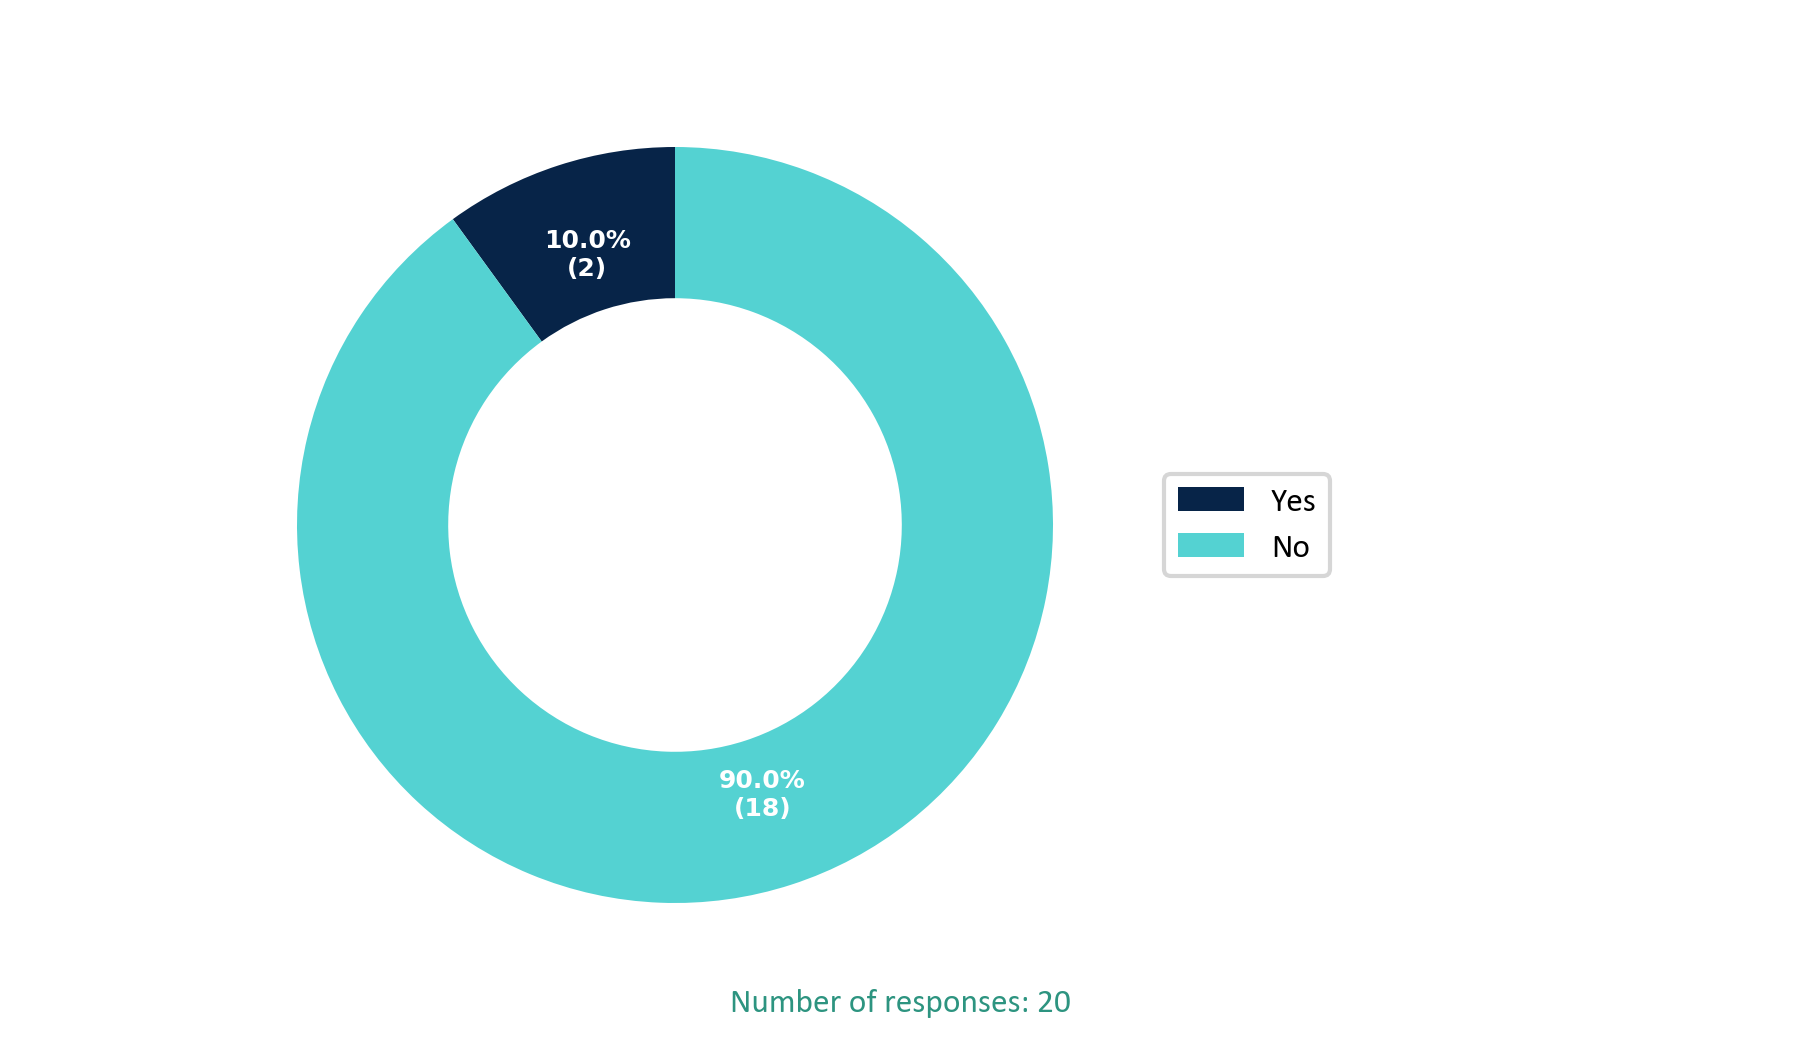 10.0%
(2)
90.0%
(18)
Yes
No
Number of responses: 20